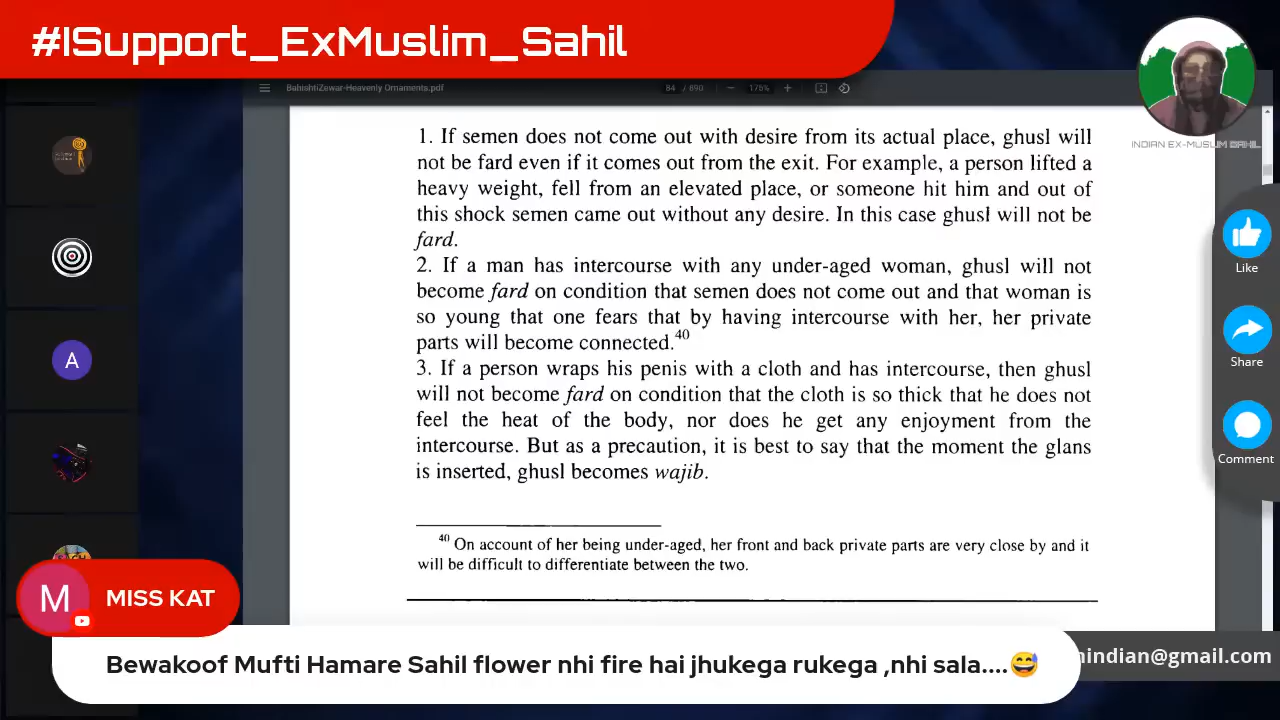 #ISupport_ExMuslim_Sahil
BahishtiZewar-Heavenly Ornaments.pdf
84 / 690
176%
INDIAN EX-MUSLIM SAHIL
1. If semen does not come out with desire from its actual place, ghusl will
not be fard even if it comes out from the exit. For example, a person lifted a
heavy weight, fell from an elevated place, or someone hit him and out of
this shock semen came out without any desire. In this case ghusl will not be
fard.
2. If a man has intercourse with any under-aged woman, ghusl will not
become fard on condition that semen does not come out and that woman is
so young that one fears that by having intercourse with her, her private
parts will become connected.40
3. If a person wraps his penis with a cloth and has intercourse, then ghusl
will not become fard on condition that the cloth is so thick that he does not
feel the heat of the body, nor does he get any enjoyment from the
intercourse. But as a precaution, it is best to say that the moment the glans
is inserted, ghusl becomes wajib.
40 On account of her being under-aged, her front and back private parts are very close by and it
will be difficult to differentiate between the two.
Like
Share
Comment
A
M
MISS KAT
Bewakoof Mufti Hamare Sahil flower nhi fire hai jhukega rukega ,nhi sala....😅
indian@gmail.com